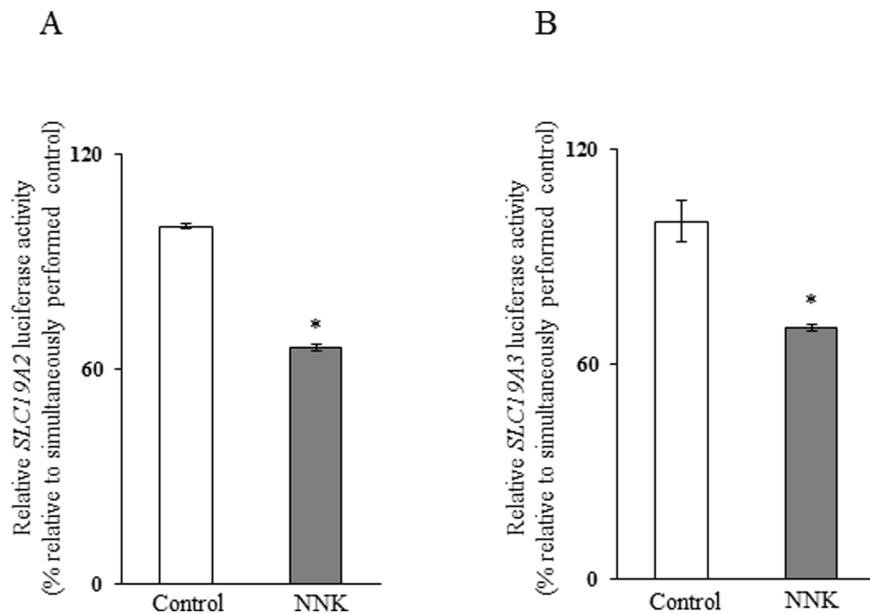 A
Relative SLC19A2 luciferase activity
(% relative to simultaneously performed control)
120
60
0
*
Control NNK
B
Relative SLC19A3 luciferase activity
(% relative to simultaneously performed control)
120
60
0
*
Control NNK